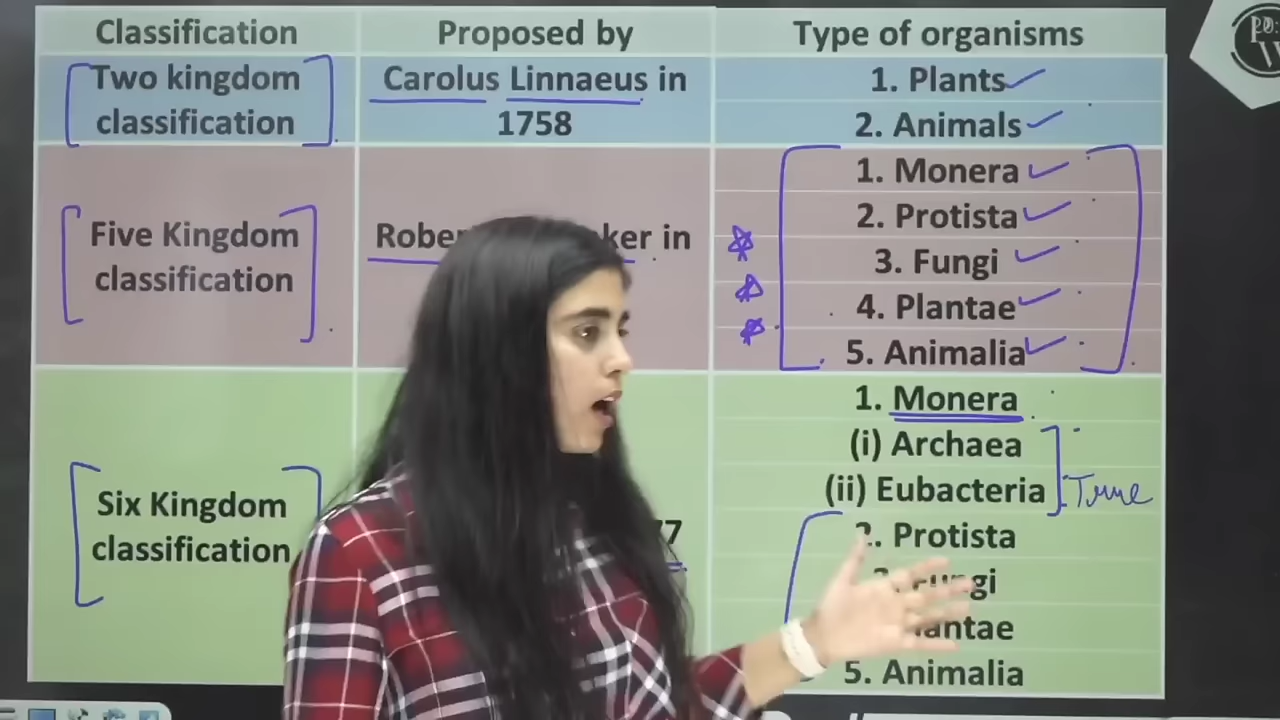 Classification
Proposed by
Type of organisms
Two kingdom
classification
Carolus Linnaeus in
1758
1. Plants
2. Animals
Five Kingdom
classification
in
1. Monera
2. Protista
3. Fungi
4. Plantae
5. Animalia
Six Kingdom
classification
1. Monera
(i) Archaea
(ii) Eubacteria
True
2. Protista
5. Animalia